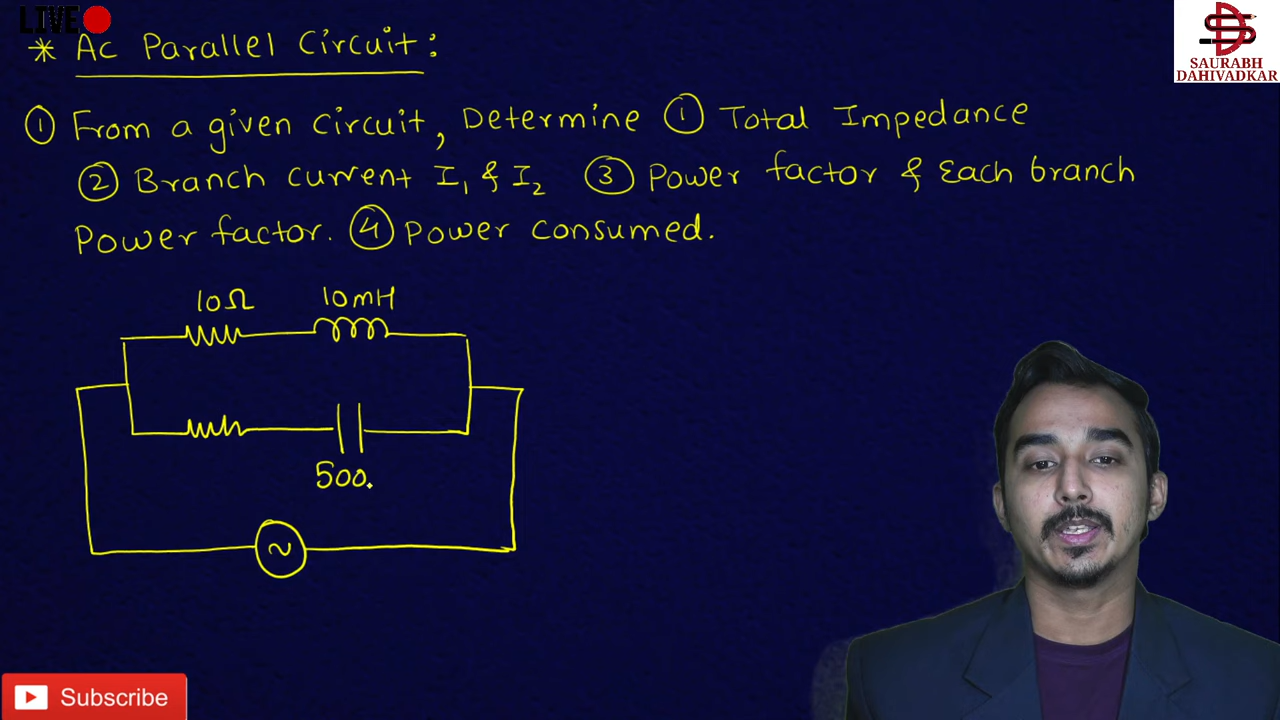 LIVE
* Ac Parallel Circuit:
SAURABH
DAHIVADKAR
① From a given circuit, Determine ① Total Impedance
② Branch current I₁ & I₂ ③ Power factor & Each branch
Power factor. ④ Power consumed.
10Ω 10mH
500.
~
Subscribe